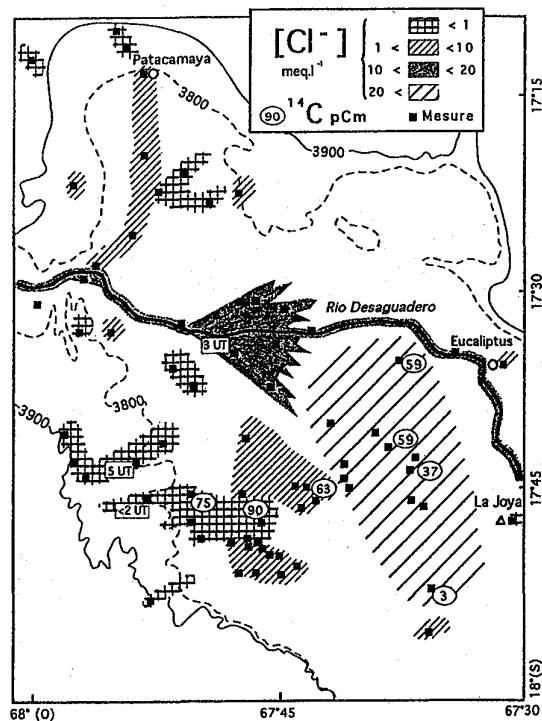 [Cl⁻]
meq.l⁻¹
< 1
1 < < 10
10 < < 20
20 <
90 ¹⁴C pCm ■ Mesure
Patacamaya
3800
3900
17°15
17°30
Rio Desaguadero
3 UT
Eucaliptus
59
3800
3900
59
37
5 UT
63
75
90
<2 UT
17°45
La Joya
3
18°(S)
68° (O)
67°45
67°30